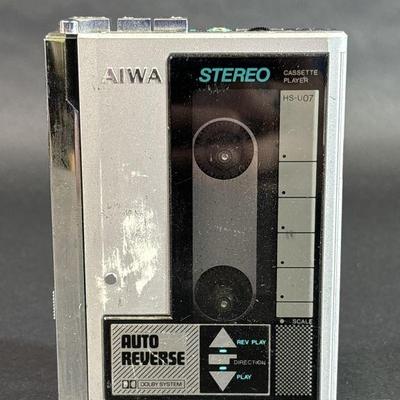 AIWA
STEREO
CASSETTE
PLAYER
HS-U07
SCALE
AUTO
REVERSE
DOLBY SYSTEM
REV PLAY
DIRECTION
PLAY